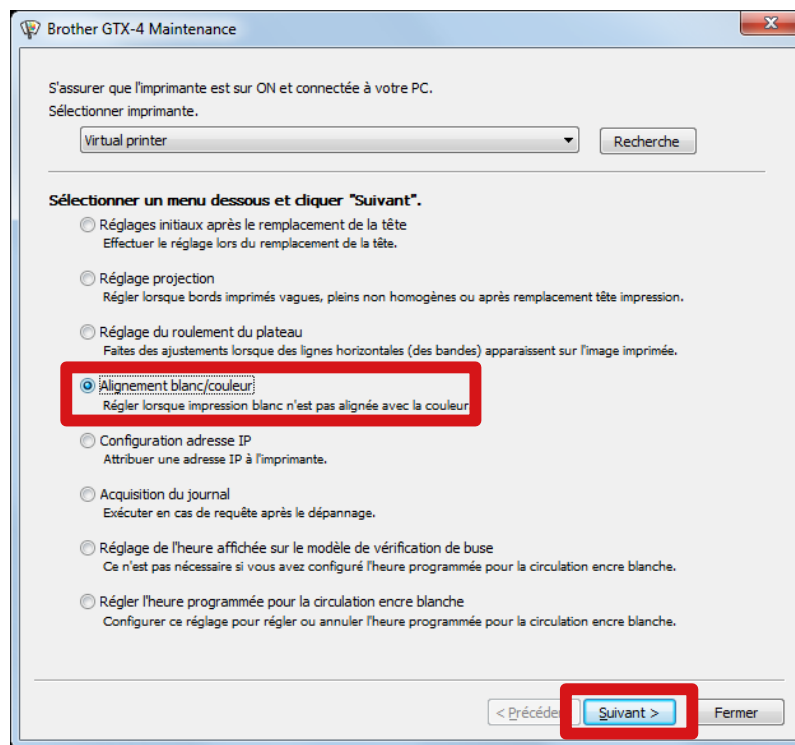 Brother GTX-4 Maintenance
S'assurer que l'imprimante est sur ON et connectée à votre PC.
Sélectionner imprimante.
Virtual printer
Recherche
Sélectionner un menu dessous et cliquer "Suivant".
Réglages initiaux après le remplacement de la tête
Effectuer le réglage lors du remplacement de la tête.
Réglage projection
Régler lorsque bords imprimés vagues, pleins non homogènes ou après remplacement tête impression.
Réglage du roulement du plateau
Faites des ajustements lorsque des lignes horizontales (des bandes) apparaissent sur l'image imprimée.
Alignement blanc/couleur
Régler lorsque impression blanc n'est pas alignée avec la couleur
Configuration adresse IP
Attribuer une adresse IP à l'imprimante.
Acquisition du journal
Exécuter en cas de requête après le dépannage.
Réglage de l'heure affichée sur le modèle de vérification de buse
Ce n'est pas nécessaire si vous avez configuré l'heure programmée pour la circulation encre blanche.
Régler l'heure programmée pour la circulation encre blanche
Configurer ce réglage pour régler ou annuler l'heure programmée pour la circulation encre blanche.
< Précéde
Suivant >
Fermer